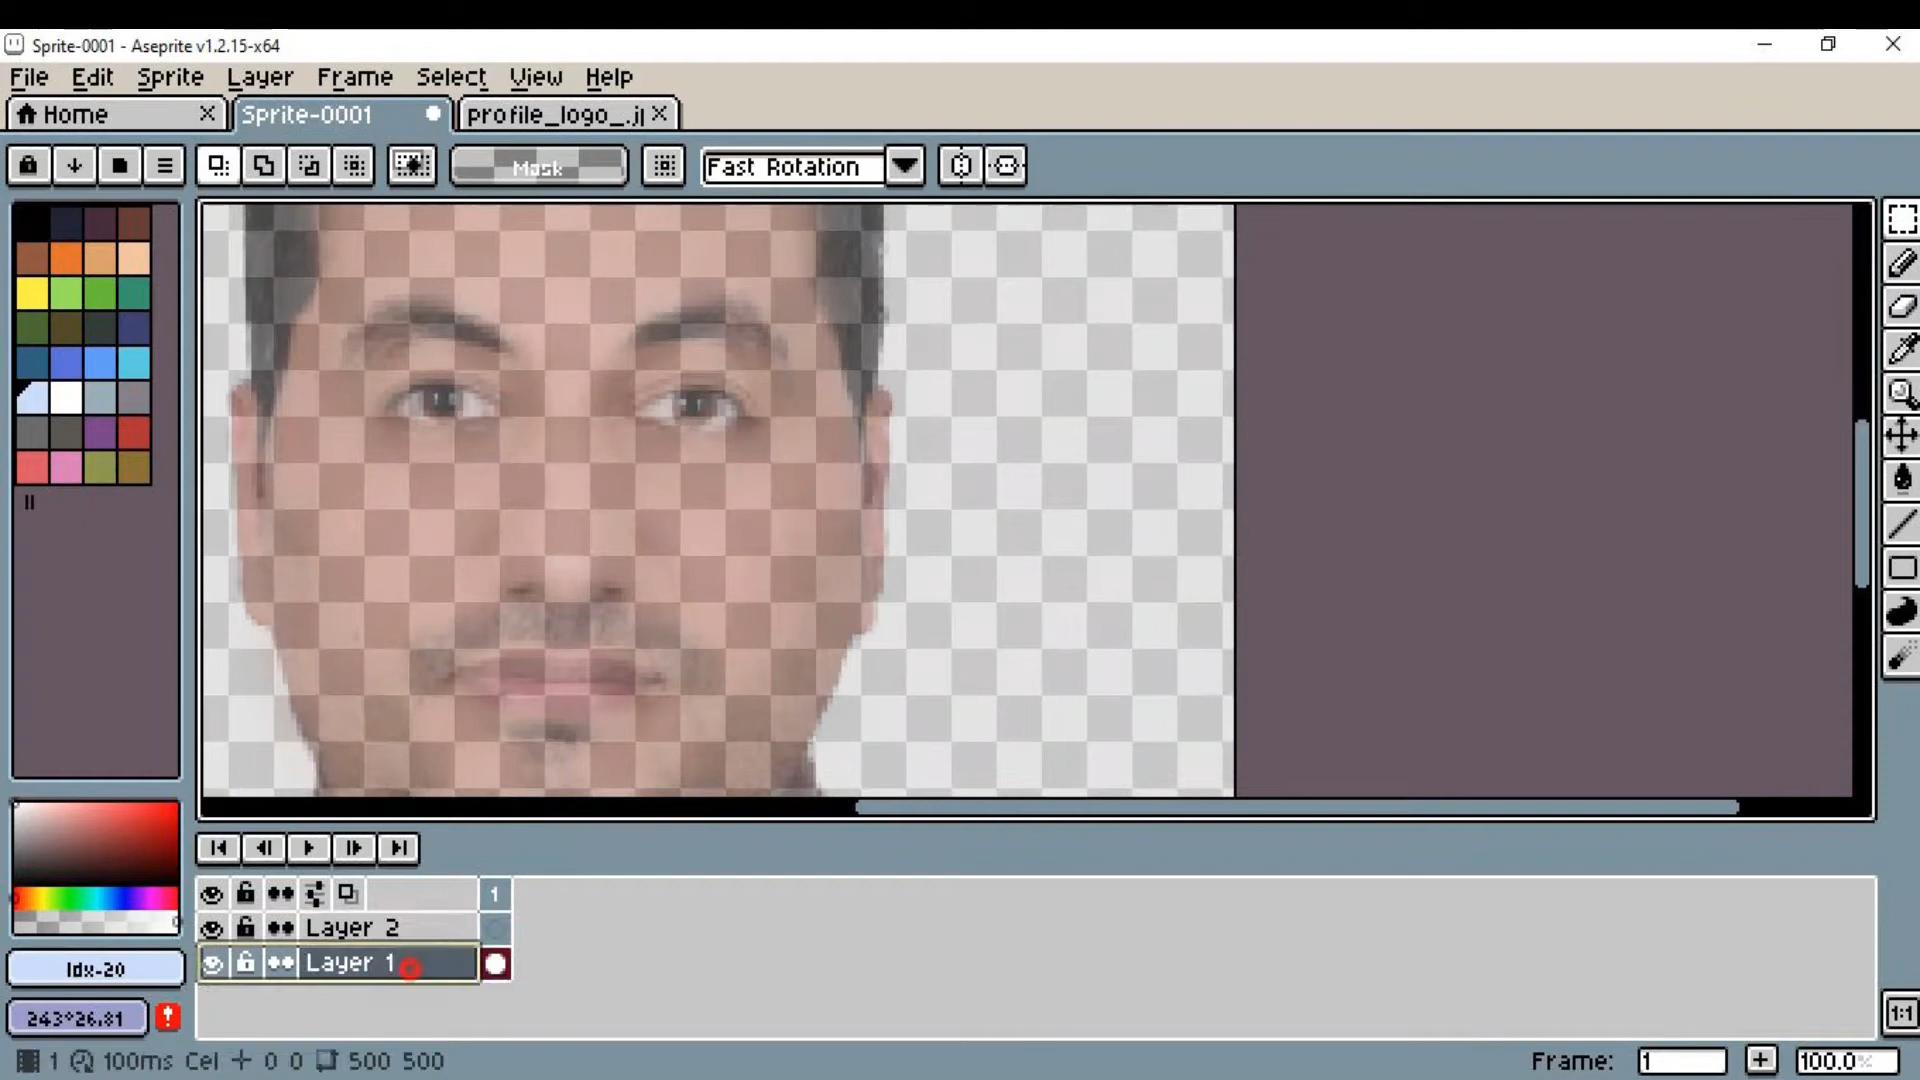 Sprite-0001 - Aseprite v1.2.15-x64
File Edit Sprite Layer Frame Select View Help
Home Sprite-0001 profile_logo_.j
Mask Fast Rotation
1
Layer 2
Layer 1
Idx-20
243°26.81 !
1 100ms Cel 0 0 500 500 Frame: 1 100.0%
1:1